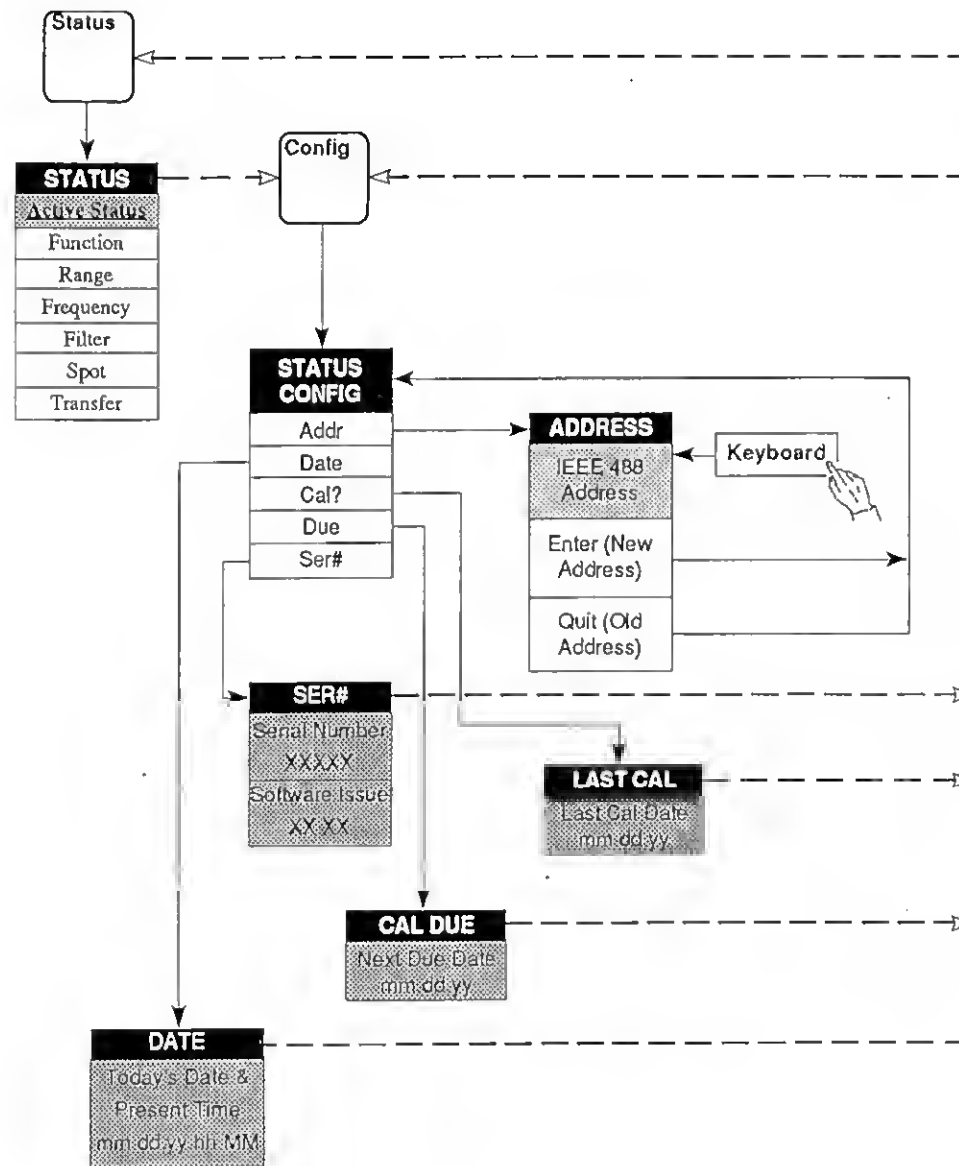 Status
Config
STATUS
Active Status
Function
Range
Frequency
Filter
Spot
Transfer
STATUS
CONFIG
Addr
Date
Cal?
Due
Ser#
ADDRESS
IEEE 488
Address
Enter (New
Address)
Quit (Old
Address)
Keyboard
SER#
Serial Number
XXXXX
Software Issue
XX.XX
LAST CAL
Last Cal Date
mm.dd.yy
CAL DUE
Next Due Date
mm.dd.yy
DATE
Today's Date &
Present Time
mm.dd.yy hh MM